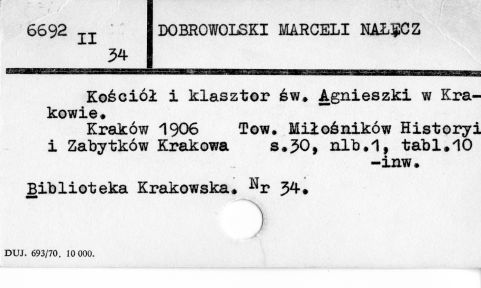 6692 II
34
DOBROWOLSKI MARCELI NAŁĘCZ
Kościół i klasztor św. Agnieszki w Kra-
kowie.
Kraków 1906 Tow. Miłośników Historyi
i Zabytków Krakowa s.30, nlb.1, tabl.10
-inw.
Biblioteka Krakowska. Nr 34.
DUJ. 693/70. 10 000.